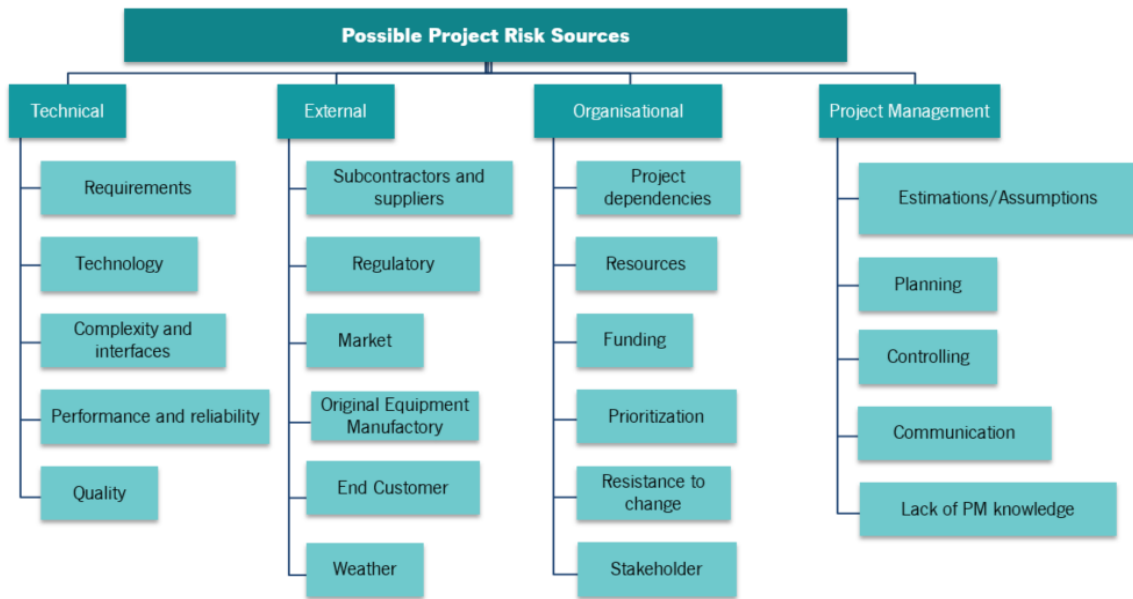 Possible Project Risk Sources
Technical
Requirements
Technology
Complexity and
interfaces
Performance and reliability
Quality
External
Subcontractors and
suppliers
Regulatory
Market
Original Equipment
Manufactory
End Customer
Weather
Organisational
Project
dependencies
Resources
Funding
Prioritization
Resistance to
change
Stakeholder
Project Management
Estimations/Assumptions
Planning
Controlling
Communication
Lack of PM knowledge